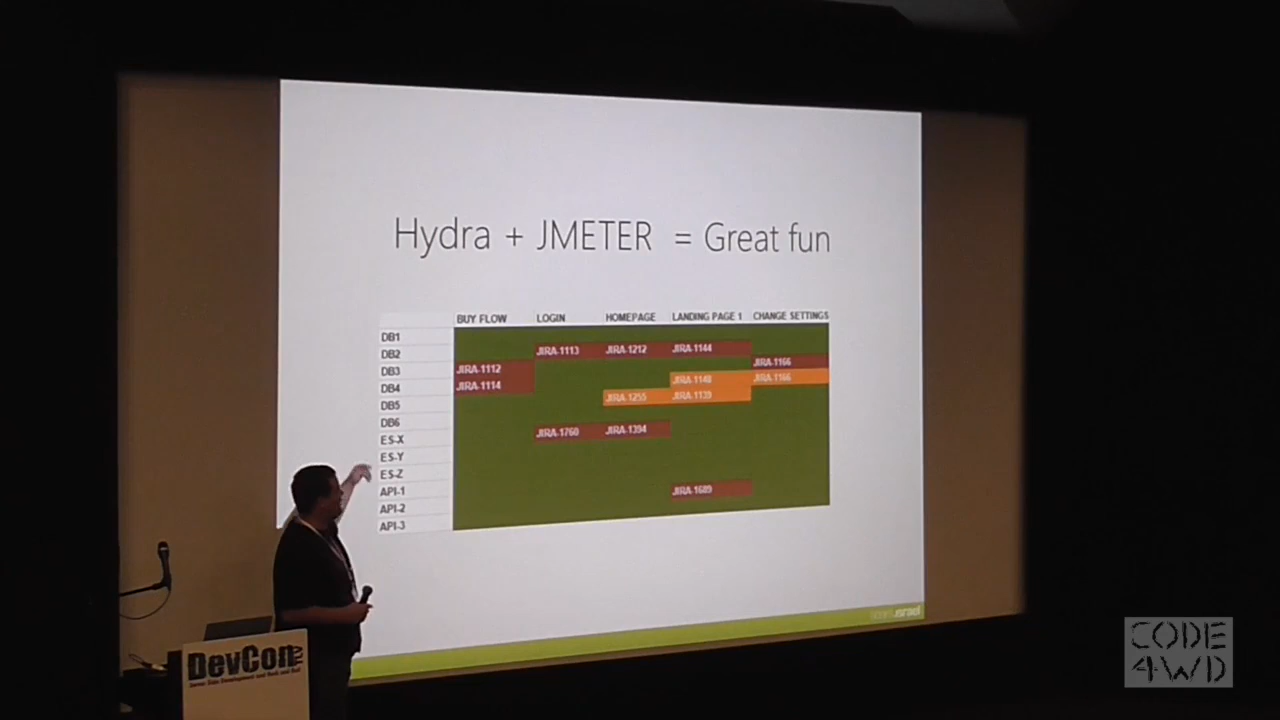 Hydra + JMETER = Great fun
BUY FLOW LOGIN HOMEPAGE LANDING PAGE 1 CHANGE SETTINGS
DB1
DB2 JIRA-1113 JIRA-1212 JIRA-1144
DB3 JIRA-1112 JIRA-1166
DB4 JIRA-1114 JIRA-1148 JIRA-1166
DB5 JIRA-1255 JIRA-1139
DB6
ES-X JIRA-1760 JIRA-1394
ES-Y
ES-Z
API-1 JIRA-1689
API-2
API-3
DevCon TLV
CODE
4WD